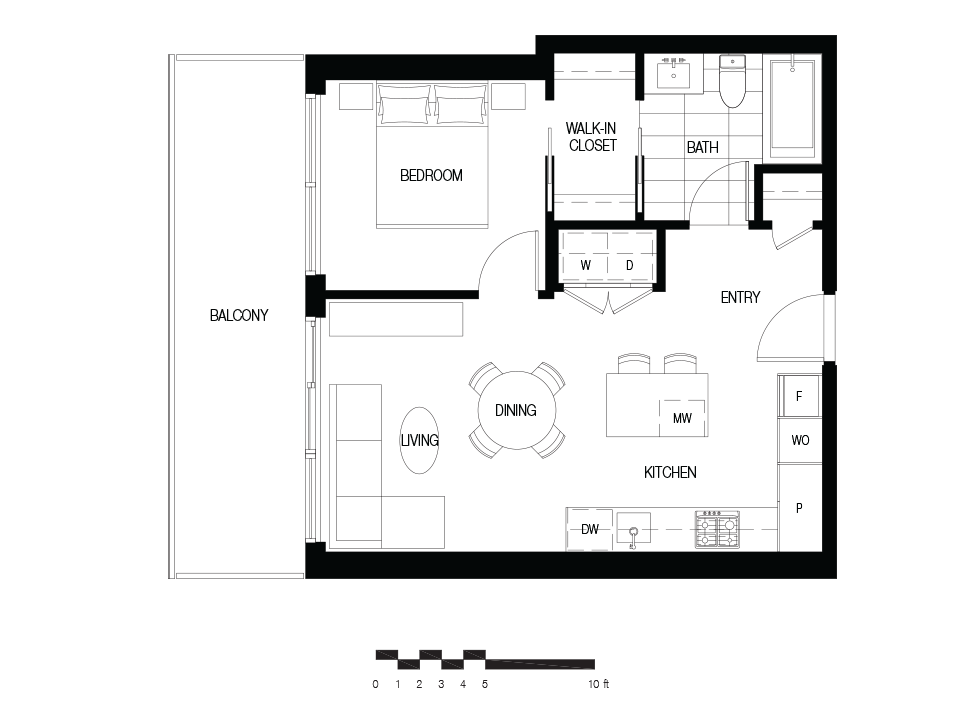 WALK-IN
CLOSET
BATH
BEDROOM
W D
ENTRY
BALCONY
F
DINING
MW
LIVING
WO
KITCHEN
P
DW
0 1 2 3 4 5 10 ft